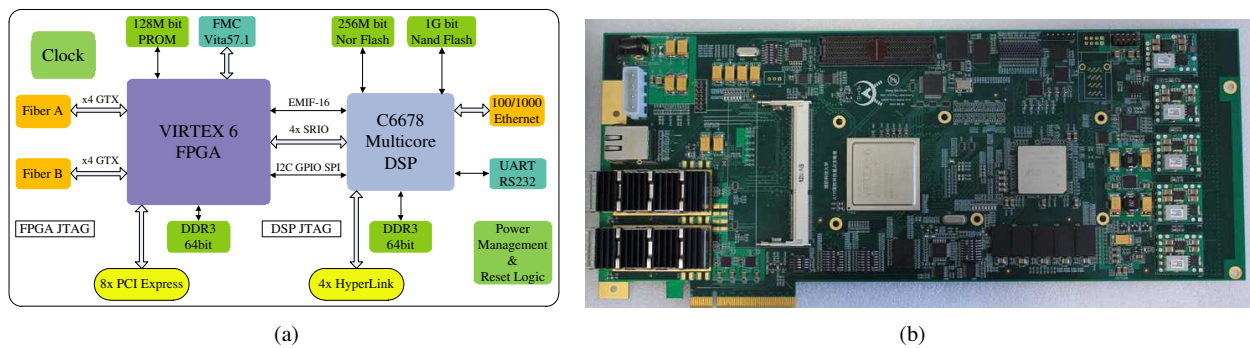 128M bit
PROM
FMC
Vita57.1
256M bit
Nor Flash
1G bit
Nand Flash
Clock
Fiber A
x4 GTX
VIRTEX 6
FPGA
EMIF-16
4x SRIO
I2C GPIO SPI
C6678
Multicore
DSP
100/1000
Ethernet
Fiber B
x4 GTX
UART
RS232
FPGA JTAG
DDR3
64bit
DSP JTAG
DDR3
64bit
Power
Management
&
Reset Logic
8x PCI Express
4x HyperLink
(a)
(b)